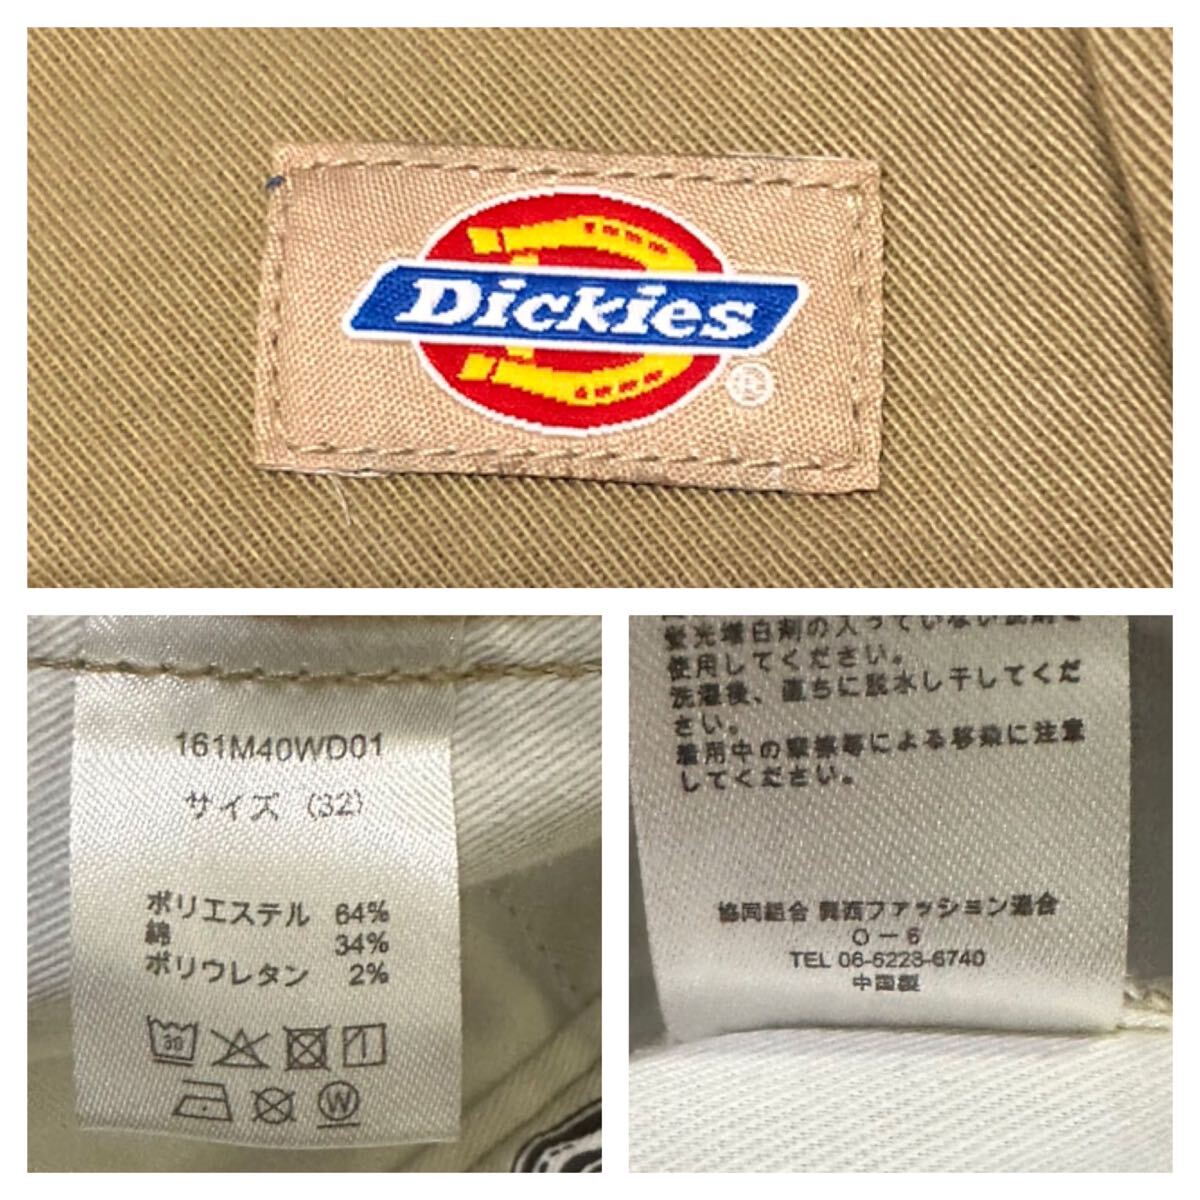 Dickies
®
161M40WD01
サイズ (32)
ポリエステル 64%
綿 34%
ポリウレタン 2%
30
W
蛍光増白剤の入っていない洗剤を
使用してください。
洗濯後、直ちに脱水し干してくだ
さい。
着用中の摩擦等による移染に注意
してください。
協同組合 関西ファッション連合
O-6
TEL 06-6228-6740
中国製